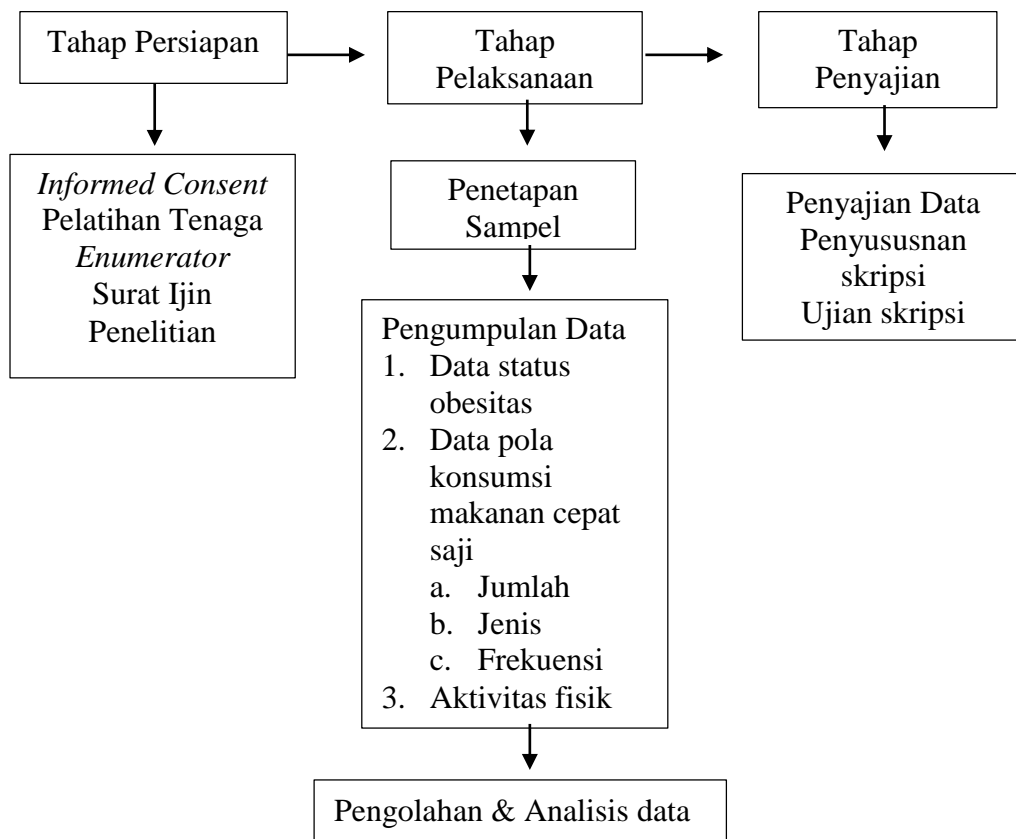 Tahap Persiapan
Informed Consent
Pelatihan Tenaga
Enumerator
Surat Ijin
Penelitian
Tahap
Pelaksanaan
Penetapan
Sampel
Pengumpulan Data
1. Data status
obesitas
2. Data pola
konsumsi
makanan cepat
saji
a. Jumlah
b. Jenis
c. Frekuensi
3. Aktivitas fisik
Pengolahan & Analisis data
Tahap
Penyajian
Penyajian Data
Penyususnan
skripsi
Ujian skripsi